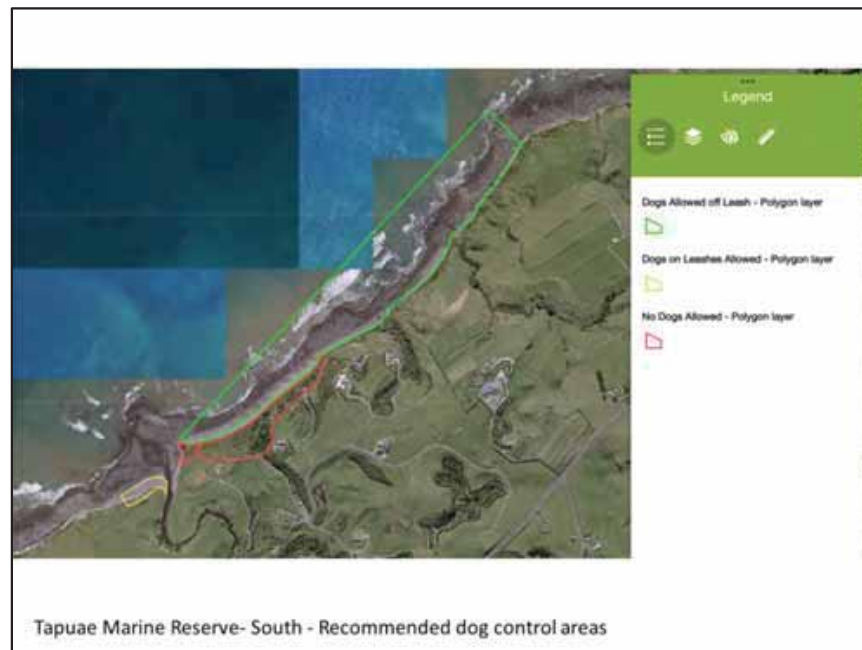 Legend
Dogs Allowed off Leash - Polygon layer
Dogs on Leashes Allowed - Polygon layer
No Dogs Allowed - Polygon layer
Tapuae Marine Reserve- South - Recommended dog control areas